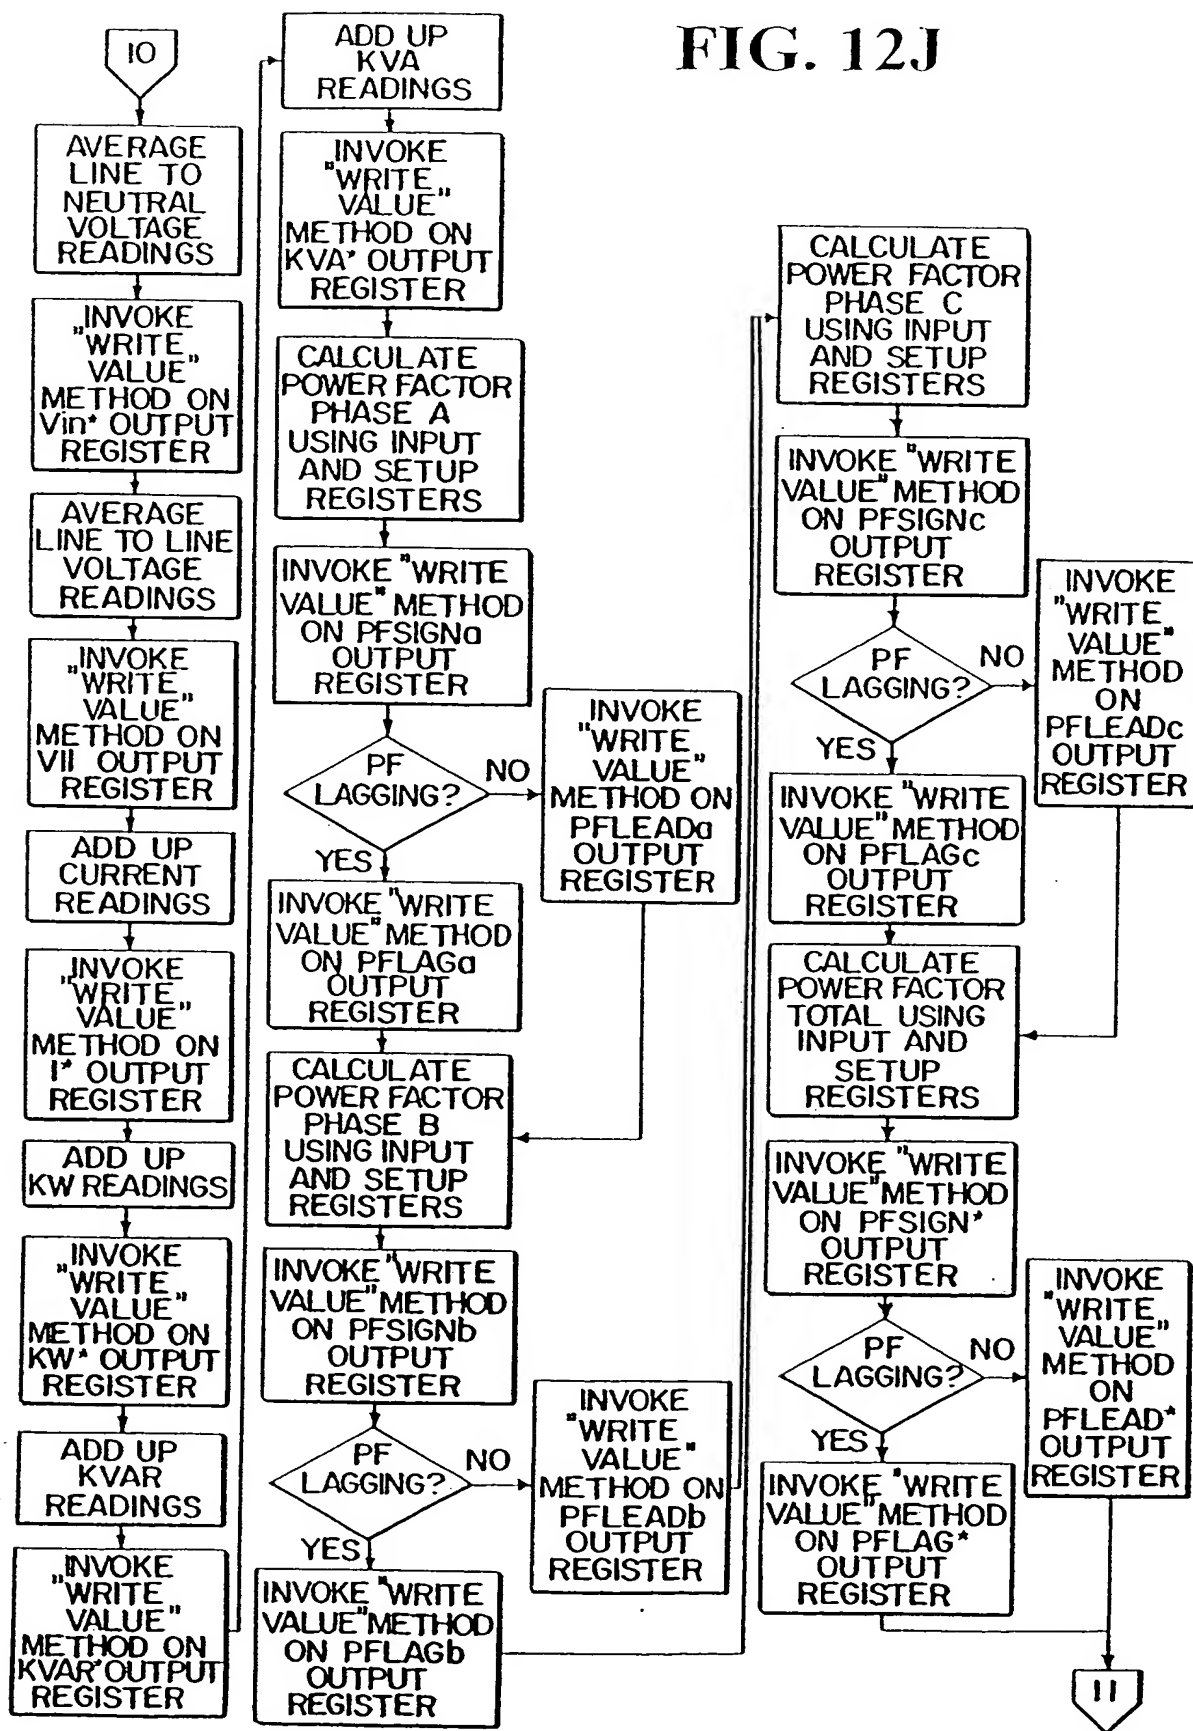 FIG. 12J
10
AVERAGE
LINE TO
NEUTRAL
VOLTAGE
READINGS
INVOKE
"WRITE
VALUE"
METHOD ON
Vin* OUTPUT
REGISTER
AVERAGE
LINE TO LINE
VOLTAGE
READINGS
INVOKE
"WRITE
VALUE"
METHOD ON
Vll OUTPUT
REGISTER
ADD UP
CURRENT
READINGS
INVOKE
"WRITE
VALUE"
METHOD ON
I* OUTPUT
REGISTER
ADD UP
KW READINGS
INVOKE
"WRITE
VALUE"
METHOD ON
KW* OUTPUT
REGISTER
ADD UP
KVAR
READINGS
INVOKE
"WRITE
VALUE"
METHOD ON
KVAR* OUTPUT
REGISTER
ADD UP
KVA
READINGS
INVOKE
"WRITE
VALUE"
METHOD ON
KVA* OUTPUT
REGISTER
CALCULATE
POWER FACTOR
PHASE A
USING INPUT
AND SETUP
REGISTERS
INVOKE "WRITE
VALUE" METHOD
ON PFSIGNa
OUTPUT
REGISTER
PF
LAGGING?
NO
YES
INVOKE
"WRITE
VALUE"
METHOD ON
PFLEADa
OUTPUT
REGISTER
INVOKE "WRITE
VALUE" METHOD
ON PFLAGa
OUTPUT
REGISTER
CALCULATE
POWER FACTOR
PHASE B
USING INPUT
AND SETUP
REGISTERS
INVOKE "WRITE
VALUE" METHOD
ON PFSIGNb
OUTPUT
REGISTER
PF
LAGGING?
NO
YES
INVOKE
"WRITE
VALUE"
METHOD ON
PFLEADb
OUTPUT
REGISTER
INVOKE "WRITE
VALUE" METHOD
ON PFLAGb
OUTPUT
REGISTER
CALCULATE
POWER FACTOR
PHASE C
USING INPUT
AND SETUP
REGISTERS
INVOKE "WRITE
VALUE" METHOD
ON PFSIGNc
OUTPUT
REGISTER
PF
LAGGING?
NO
YES
INVOKE
"WRITE
VALUE"
METHOD
ON
PFLEADc
OUTPUT
REGISTER
INVOKE "WRITE
VALUE" METHOD
ON PFLAGc
OUTPUT
REGISTER
CALCULATE
POWER FACTOR
TOTAL USING
INPUT AND
SETUP
REGISTERS
INVOKE "WRITE
VALUE" METHOD
ON PFSIGN*
OUTPUT
REGISTER
PF
LAGGING?
NO
YES
INVOKE
"WRITE
VALUE"
METHOD
ON
PFLEAD*
OUTPUT
REGISTER
INVOKE "WRITE
VALUE" METHOD
ON PFLAG*
OUTPUT
REGISTER
11